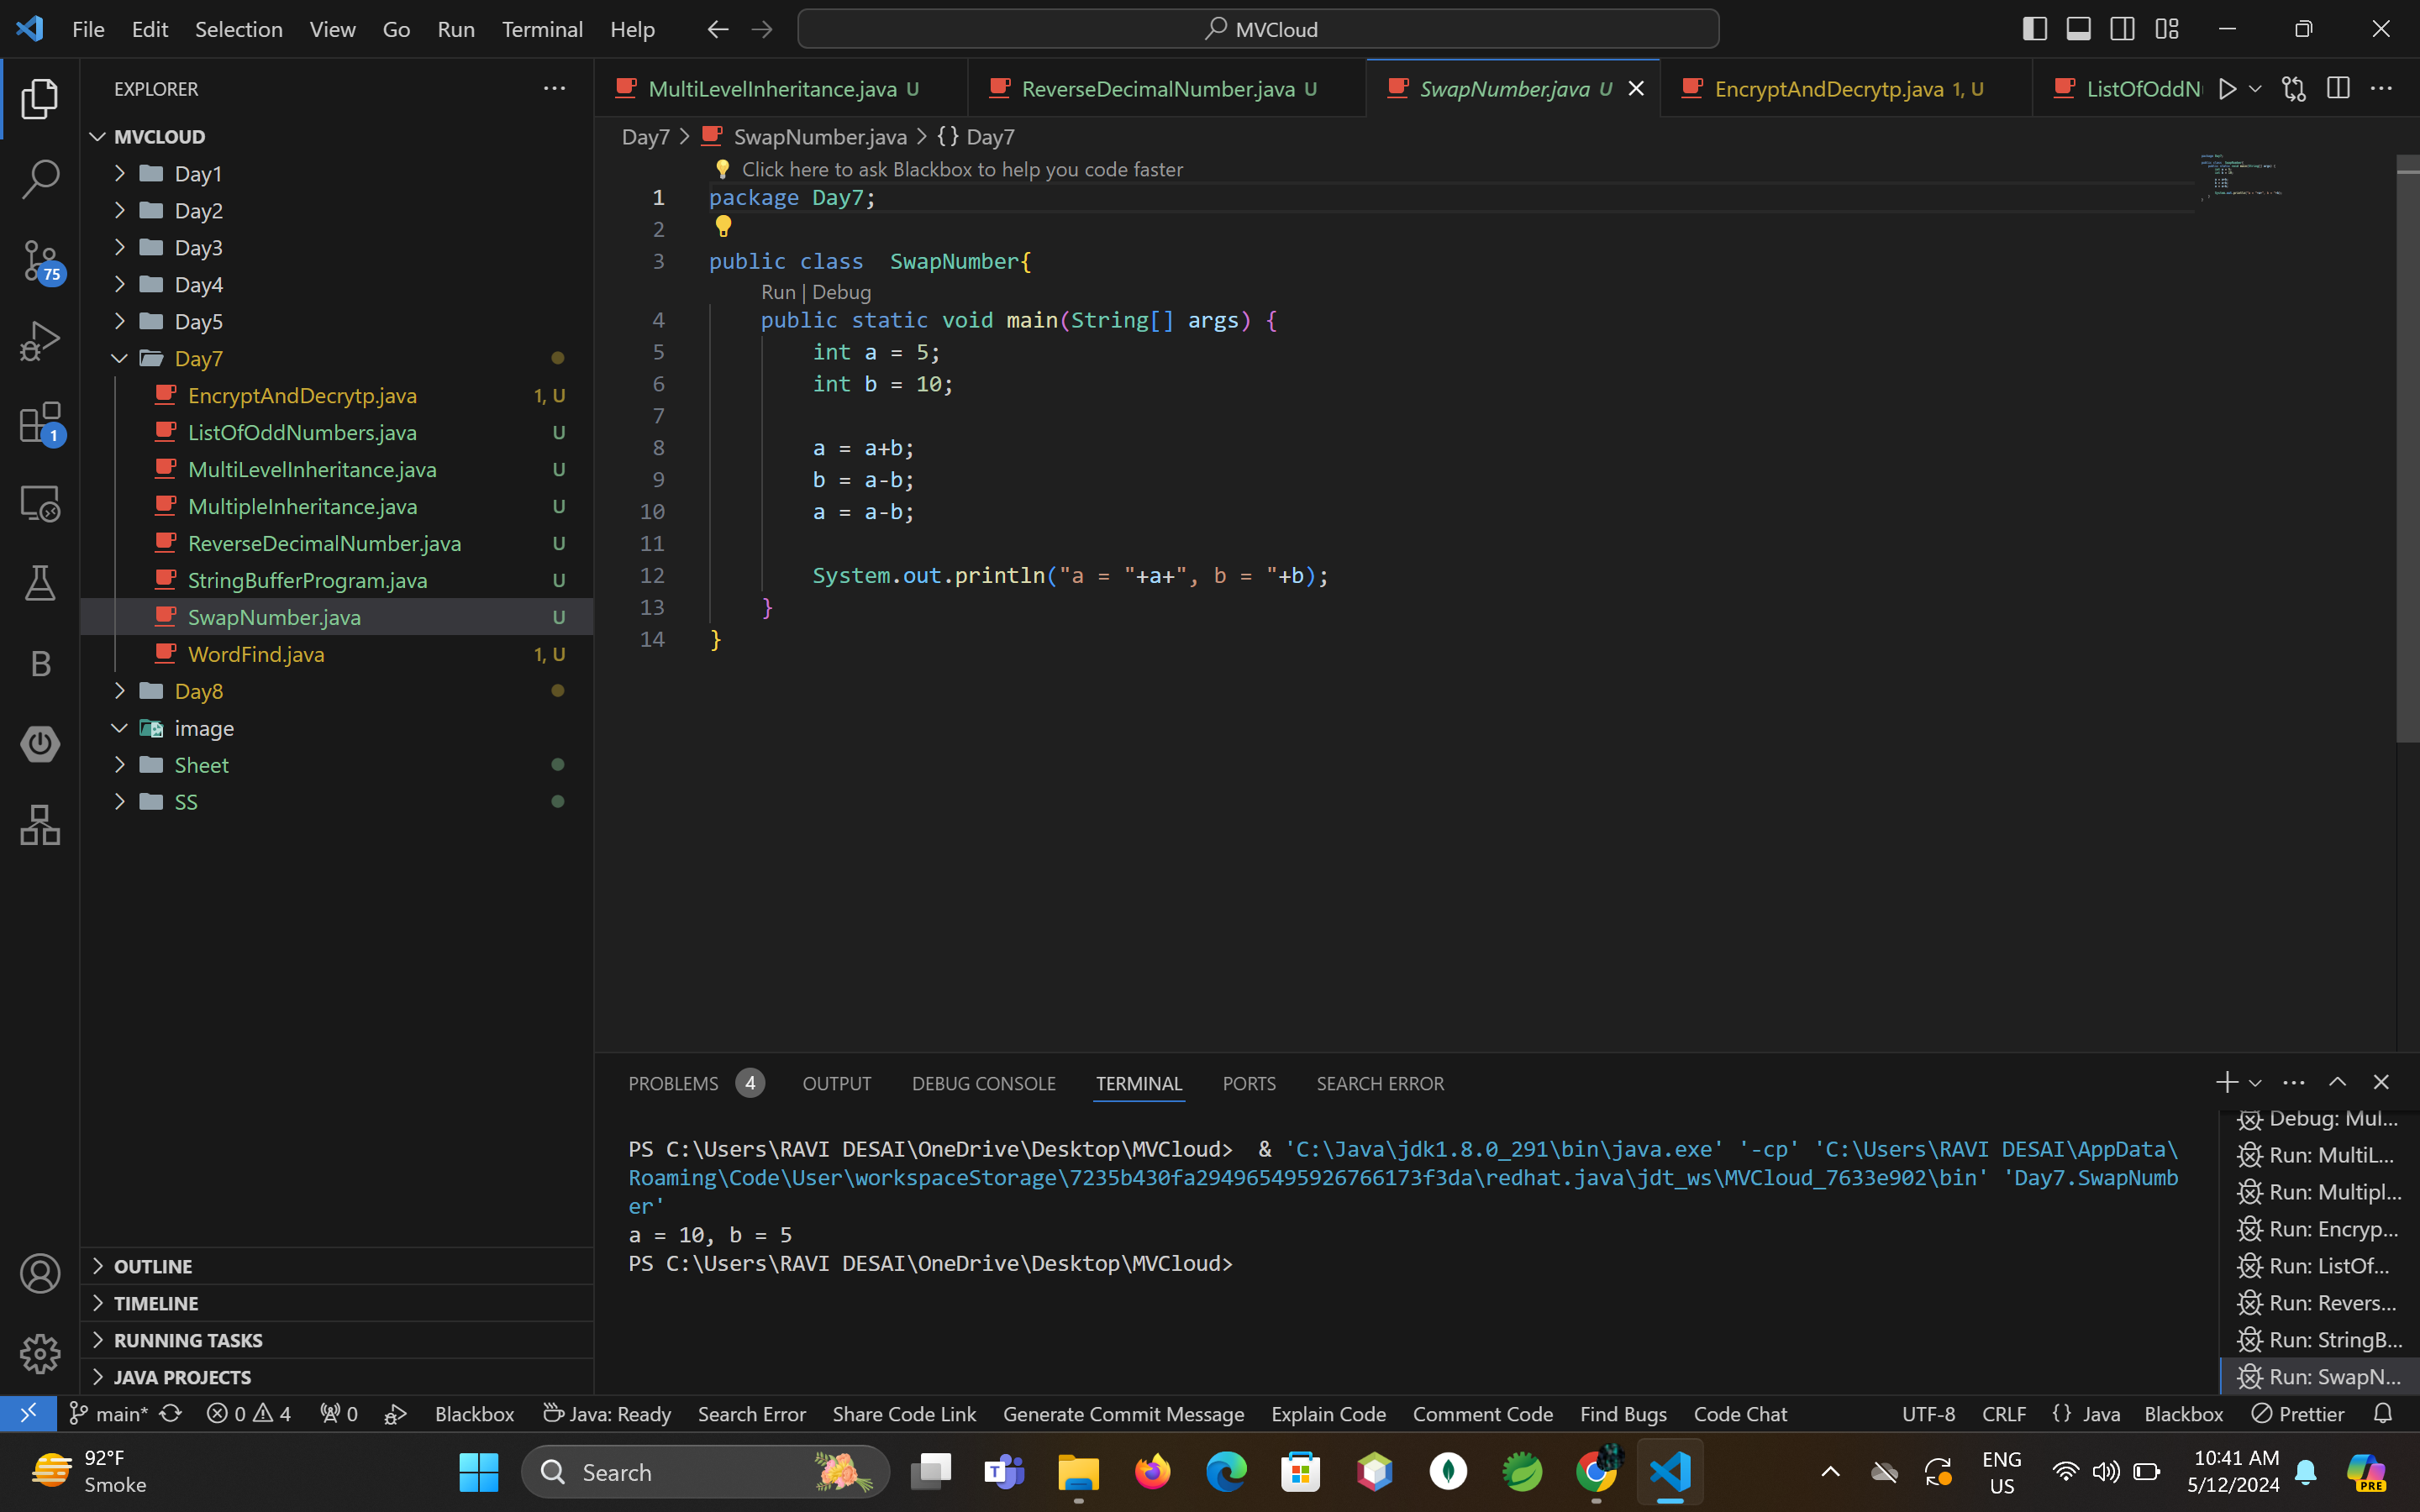 File Edit Selection View Go Run Terminal Help MVCloud
EXPLORER
MVCLOUD
Day1
Day2
Day3
Day4
Day5
Day7
EncryptAndDecrytp.java 1, U
ListOfOddNumbers.java U
MultiLevelInheritance.java U
MultipleInheritance.java U
ReverseDecimalNumber.java U
StringBufferProgram.java U
SwapNumber.java U
WordFind.java 1, U
Day8
image
Sheet
SS
OUTLINE
TIMELINE
RUNNING TASKS
JAVA PROJECTS
75
1
B
MultiLevelInheritance.java U ReverseDecimalNumber.java U SwapNumber.java U EncryptAndDecrytp.java 1, U ListOfOddN
Day7 > SwapNumber.java > {} Day7
Click here to ask Blackbox to help you code faster
1 package Day7;
2
3 public class  SwapNumber{
Run | Debug
4 public static void main(String[] args) {
5 int a = 5;
6 int b = 10;
7
8 a = a+b;
9 b = a-b;
10 a = a-b;
11
12 System.out.println("a = "+a+", b = "+b);
13 }
14 }
PROBLEMS 4 OUTPUT DEBUG CONSOLE TERMINAL PORTS SEARCH ERROR
PS C:\Users\RAVI DESAI\OneDrive\Desktop\MVCloud>  & 'C:\Java\jdk1.8.0_291\bin\java.exe' '-cp' 'C:\Users\RAVI DESAI\AppData\
Roaming\Code\User\workspaceStorage\7235b430fa294965495926766173f3da\redhat.java\jdt_ws\MVCloud_7633e902\bin' 'Day7.SwapNumb
er'
a = 10, b = 5
PS C:\Users\RAVI DESAI\OneDrive\Desktop\MVCloud>
Debug: Mul...
Run: MultiL...
Run: Multipl...
Run: Encryp...
Run: ListOf...
Run: Revers...
Run: StringB...
Run: SwapN...
main* 0 4 0 Blackbox Java: Ready Search Error Share Code Link Generate Commit Message Explain Code Comment Code Find Bugs Code Chat UTF-8 CRLF {} Java Blackbox Prettier
92°F
Smoke
Search
T
ENG
US
10:41 AM
5/12/2024
PRE